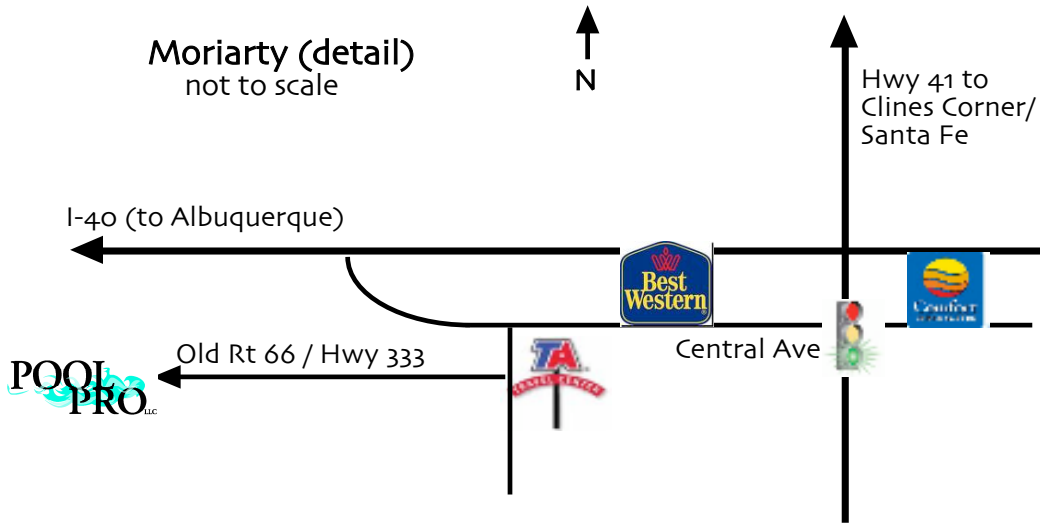 Moriarty (detail)
not to scale
N
Hwy 41 to
Clines Corner/
Santa Fe
I-40 (to Albuquerque)
Best
Western
Comfort
Central Ave
Old Rt 66 / Hwy 333
TA
TRAVEL CENTER
POOL
PRO LLC